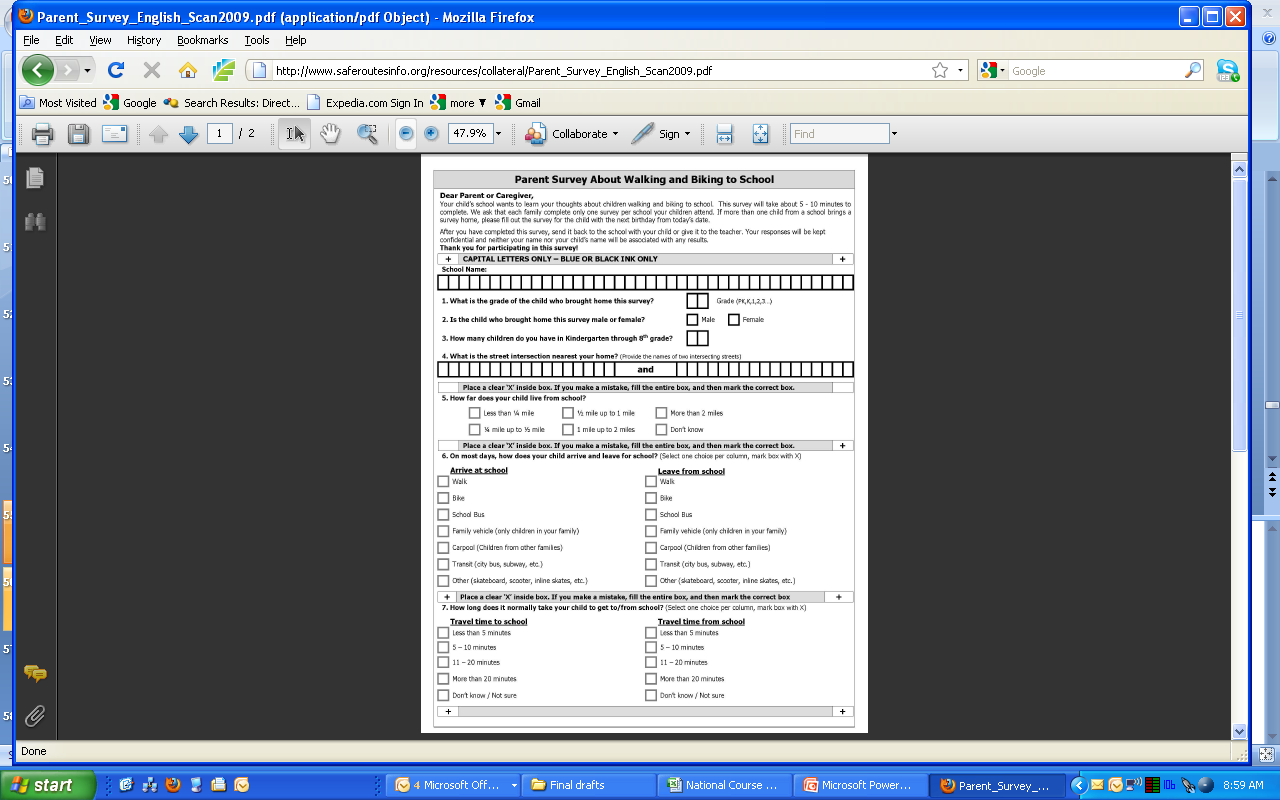 Parent_Survey_English_Scan2009.pdf (application/pdf Object) - Mozilla Firefox
File Edit View History Bookmarks Tools Help
http://www.saferoutesinfo.org/resources/collateral/Parent_Survey_English_Scan2009.pdf Google
Most Visited Google Search Results: Direct... Expedia.com Sign In more ▼ Gmail
1 / 2 47.9% Collaborate Sign Find
Parent Survey About Walking and Biking to School
Dear Parent or Caregiver,
Your child's school wants to learn your thoughts about children walking and biking to school. This survey will take about 5 - 10 minutes to
complete. We ask that each family complete only one survey per school your children attend. If more than one child from a school brings a
survey home, please fill out the survey for the child with the next birthday from today's date.
After you have completed this survey, send it back to the school with your child or give it to the teacher. Your responses will be kept
confidential and neither your name nor your child's name will be associated with any results.
Thank you for participating in this survey!
+ CAPITAL LETTERS ONLY – BLUE OR BLACK INK ONLY +
School Name:
1. What is the grade of the child who brought home this survey? Grade (PK,K,1,2,3...)
2. Is the child who brought home this survey male or female? Male Female
3. How many children do you have in Kindergarten through 8th grade?
4. What is the street intersection nearest your home? (Provide the names of two intersecting streets)
and
Place a clear 'X' inside box. If you make a mistake, fill the entire box, and then mark the correct box.
5. How far does your child live from school?
Less than ¼ mile ½ mile up to 1 mile More than 2 miles
¼ mile up to ½ mile 1 mile up to 2 miles Don't know
Place a clear 'X' inside box. If you make a mistake, fill the entire box, and then mark the correct box. +
6. On most days, how does your child arrive and leave for school? (Select one choice per column, mark box with X)
Arrive at school Leave from school
Walk Walk
Bike Bike
School Bus School Bus
Family vehicle (only children in your family) Family vehicle (only children in your family)
Carpool (Children from other families) Carpool (Children from other families)
Transit (city bus, subway, etc.) Transit (city bus, subway, etc.)
Other (skateboard, scooter, inline skates, etc.) Other (skateboard, scooter, inline skates, etc.)
+ Place a clear 'X' inside box. If you make a mistake, fill the entire box, and then mark the correct box +
7. How long does it normally take your child to get to/from school? (Select one choice per column, mark box with X)
Travel time to school Travel time from school
Less than 5 minutes Less than 5 minutes
5 – 10 minutes 5 – 10 minutes
11 – 20 minutes 11 – 20 minutes
More than 20 minutes More than 20 minutes
Don't know / Not sure Don't know / Not sure
+ +
Done
start 4 Microsoft Off... Final drafts National Course ... Microsoft Power... Parent_Survey_... 8:59 AM